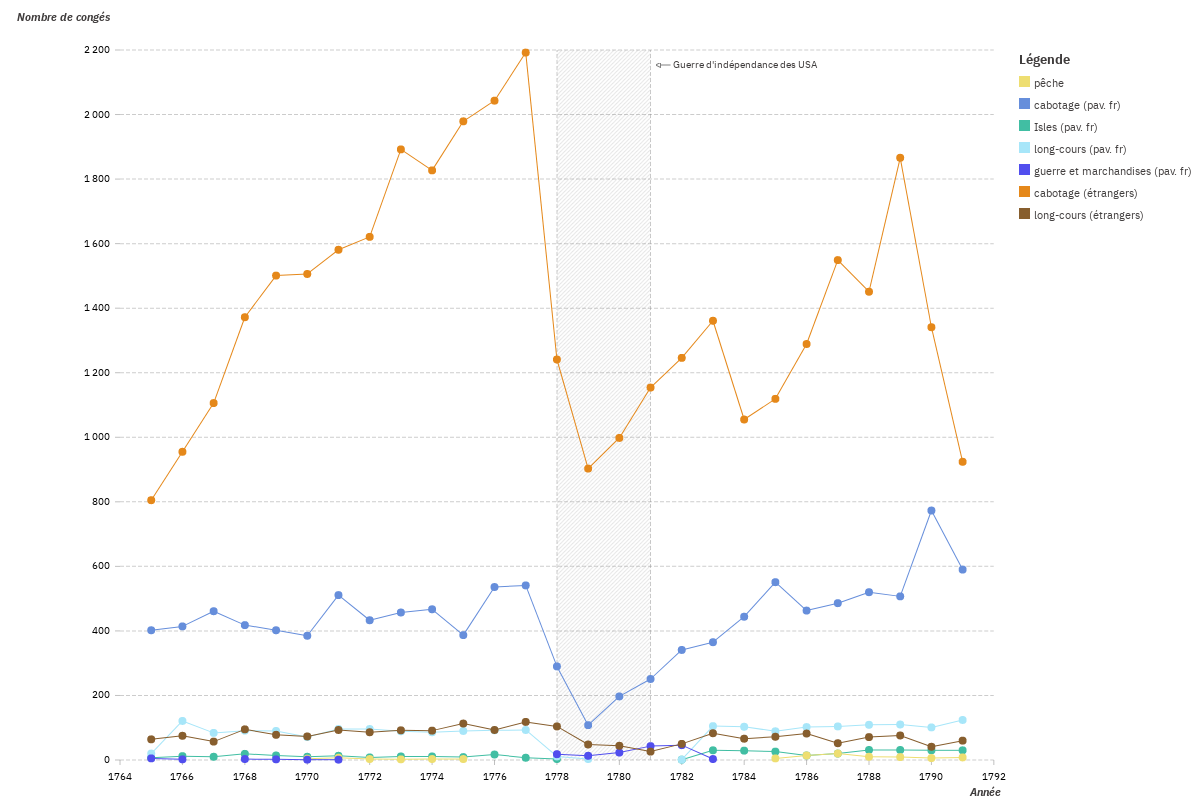 Nombre de congés
2 200
2 000
1 800
1 600
1 400
1 200
1 000
800
600
400
200
0
1764
1766
1768
1770
1772
1774
1776
1778
1780
1782
1784
1786
1788
1790
1792
Année
Guerre d'indépendance des USA
Légende
pêche
cabotage (pav. fr)
Isles (pav. fr)
long-cours (pav. fr)
guerre et marchandises (pav. fr)
cabotage (étrangers)
long-cours (étrangers)